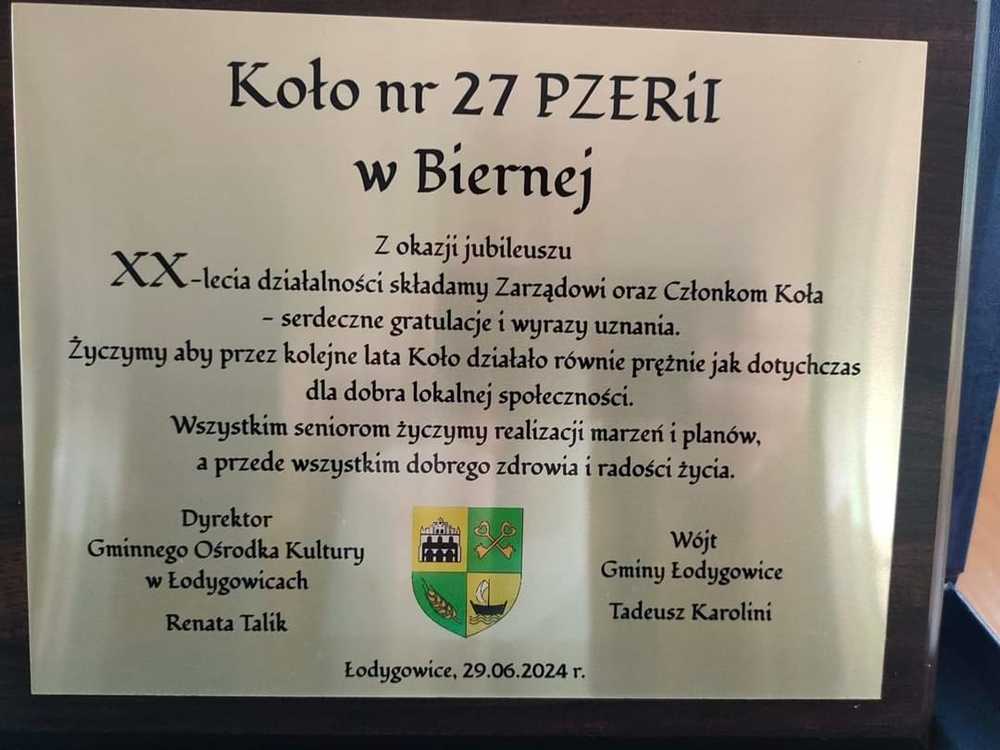 Koło nr 27 PZERiI
w Biernej
Z okazji jubileuszu
XX-lecia działalności składamy Zarządowi oraz Członkom Koła
- serdeczne gratulacje i wyrazy uznania.
Życzymy aby przez kolejne lata Koło działało równie prężnie jak dotychczas
dla dobra lokalnej społeczności.
Wszystkim seniorom życzymy realizacji marzeń i planów,
a przede wszystkim dobrego zdrowia i radości życia.
Dyrektor
Gminnego Ośrodka Kultury
w Łodygowicach
Renata Talik
Wójt
Gminy Łodygowice
Tadeusz Karolini
Łodygowice, 29.06.2024 r.